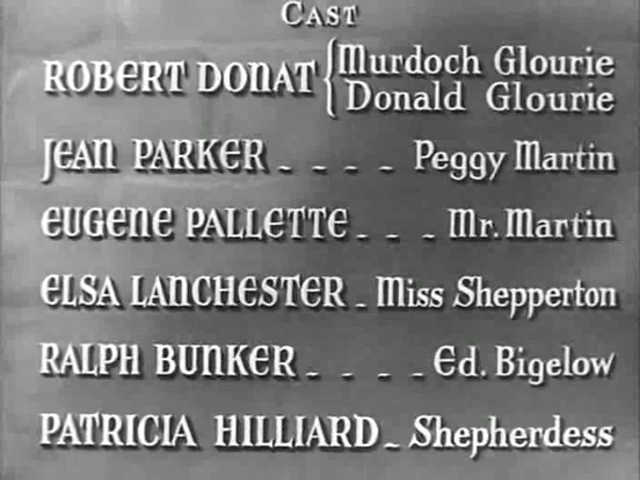 CAST
ROBERT DONAT { Murdoch Glourie
Donald Glourie
JEAN PARKER _ _ _ _ Peggy Martin
EUGENE PALLETTE _ _ _ Mr. Martin
ELSA LANCHESTER _ Miss Shepperton
RALPH BUNKER _ _ _ _ Ed. Bigelow
PATRICIA HILLIARD _ Shepherdess